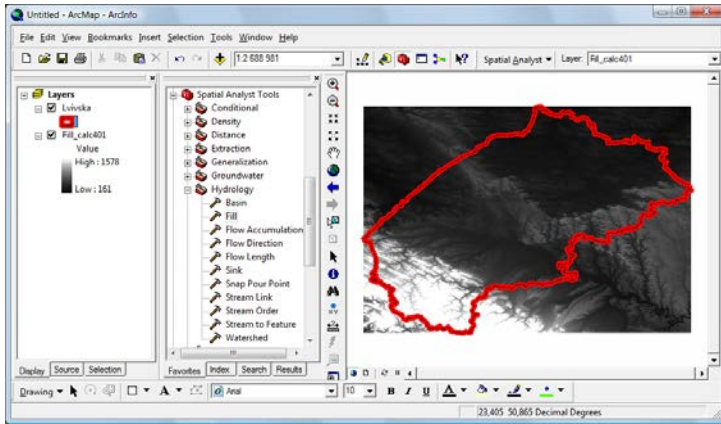 Untitled - ArcMap - ArcInfo
File Edit View Bookmarks Insert Selection Tools Window Help
1:2 688 981
Spatial Analyst
Layer: Fill_calc401
Layers
Lvivska
Fill_calc401
Value
High : 1578
Low : 161
Display Source Selection
Spatial Analyst Tools
Conditional
Density
Distance
Extraction
Generalization
Groundwater
Hydrology
Basin
Fill
Flow Accumulation
Flow Direction
Flow Length
Sink
Snap Pour Point
Stream Link
Stream Order
Stream to Feature
Watershed
Favorites Index Search Results
Drawing
A
Arial
10
B I U A
23,405 50,865 Decimal Degrees